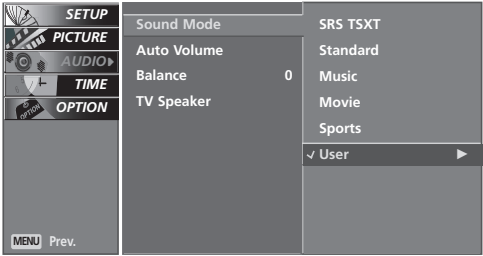 SETUP
PICTURE
AUDIO
TIME
OPTION
OPTION
MENU Prev.
Sound Mode
Auto Volume
Balance 0
TV Speaker
SRS TSXT
Standard
Music
Movie
Sports
✓ User ►